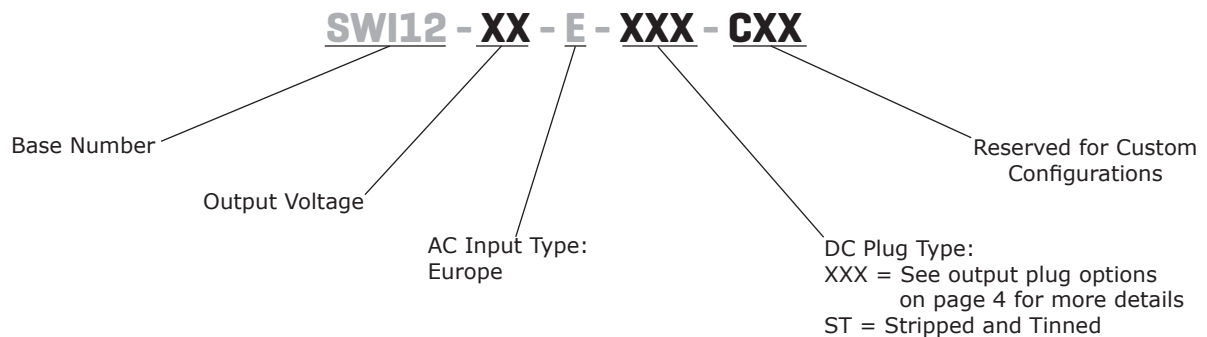 SWI12 - XX - E - XXX - CXX
Base Number
Output Voltage
AC Input Type:
Europe
DC Plug Type:
XXX = See output plug options
on page 4 for more details
ST = Stripped and Tinned
Reserved for Custom
Configurations